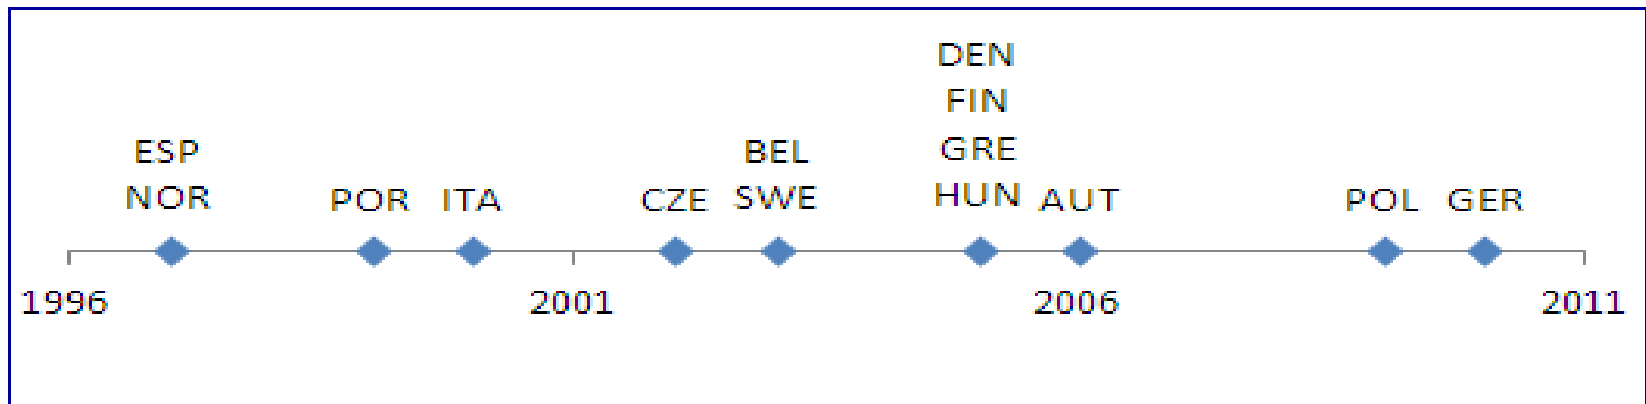 DEN
FIN
ESP BEL GRE
NOR POR ITA CZE SWE HUN AUT POL GER
1996 2001 2006 2011